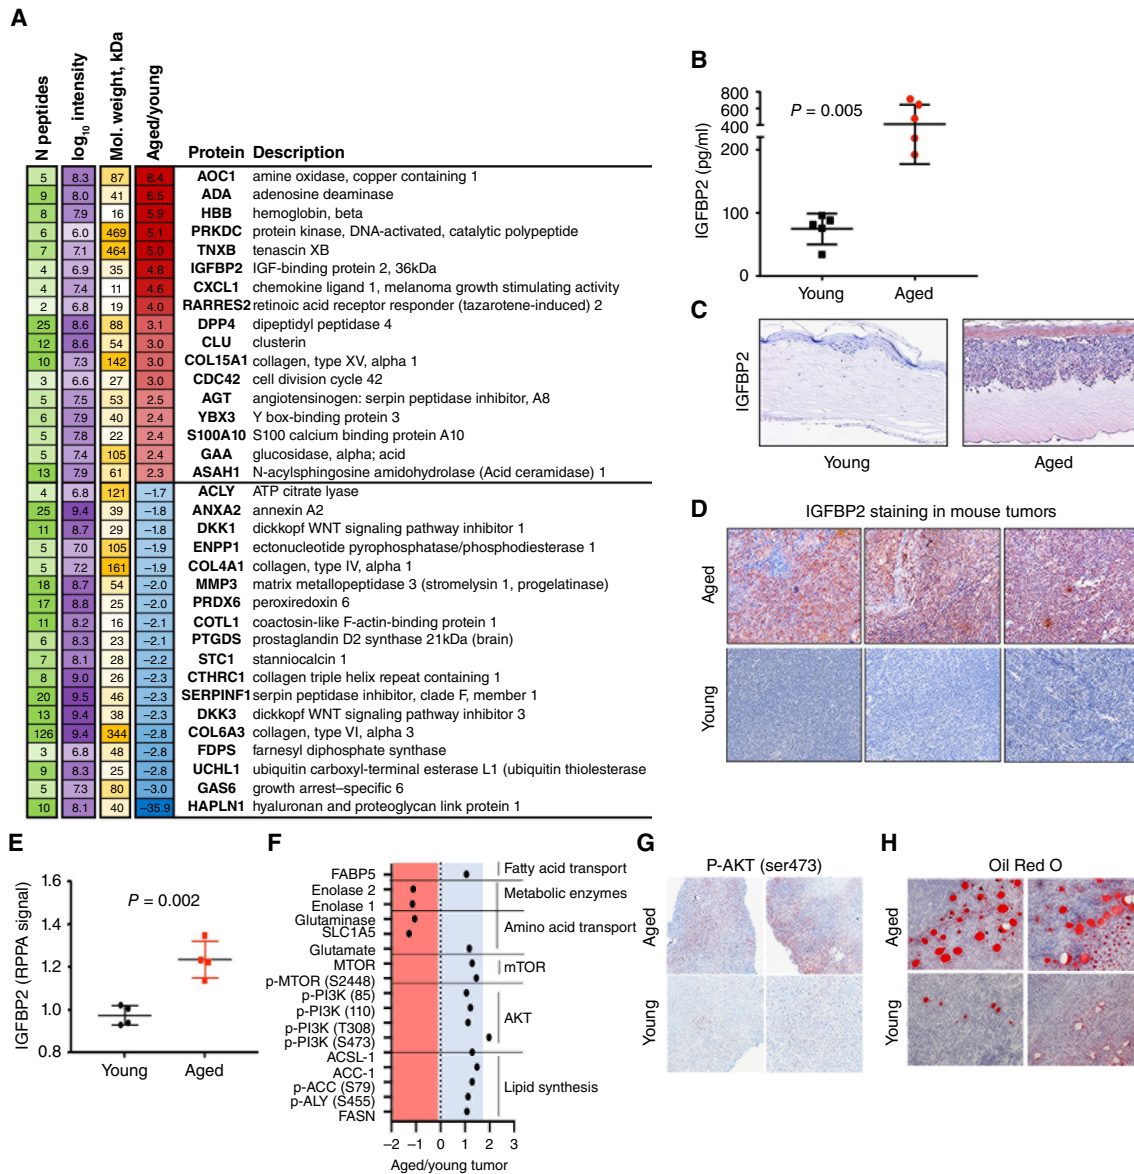 A
N peptides
log10 intensity
Mol. weight, kDa
Aged/young
Protein Description
5 8.3 87 8.4 AOC1 amine oxidase, copper containing 1
9 8.0 41 6.5 ADA adenosine deaminase
8 7.9 16 5.9 HBB hemoglobin, beta
6 6.0 469 5.1 PRKDC protein kinase, DNA-activated, catalytic polypeptide
7 7.1 464 5.0 TNXB tenascin XB
4 6.9 35 4.8 IGFBP2 IGF-binding protein 2, 36kDa
4 7.4 11 4.6 CXCL1 chemokine ligand 1, melanoma growth stimulating activity
2 6.8 19 4.0 RARRES2 retinoic acid receptor responder (tazarotene-induced) 2
25 8.6 88 3.1 DPP4 dipeptidyl peptidase 4
12 8.6 54 3.0 CLU clusterin
10 7.3 142 3.0 COL15A1 collagen, type XV, alpha 1
3 6.6 27 3.0 CDC42 cell division cycle 42
5 7.5 53 2.5 AGT angiotensinogen: serpin peptidase inhibitor, A8
6 7.9 40 2.4 YBX3 Y box-binding protein 3
5 7.8 22 2.4 S100A10 S100 calcium binding protein A10
5 7.4 105 2.4 GAA glucosidase, alpha; acid
13 7.9 61 2.3 ASAH1 N-acylsphingosine amidohydrolase (Acid ceramidase) 1
4 6.8 121 −1.7 ACLY ATP citrate lyase
25 9.4 39 −1.8 ANXA2 annexin A2
11 8.7 29 −1.8 DKK1 dickkopf WNT signaling pathway inhibitor 1
5 7.0 105 −1.9 ENPP1 ectonucleotide pyrophosphatase/phosphodiesterase 1
5 7.2 161 −1.9 COL4A1 collagen, type IV, alpha 1
18 8.7 54 −2.0 MMP3 matrix metallopeptidase 3 (stromelysin 1, progelatinase)
17 8.8 25 −2.0 PRDX6 peroxiredoxin 6
11 8.2 16 −2.1 COTL1 coactosin-like F-actin-binding protein 1
6 8.3 23 −2.1 PTGDS prostaglandin D2 synthase 21kDa (brain)
7 8.1 28 −2.2 STC1 stanniocalcin 1
8 9.0 26 −2.3 CTHRC1 collagen triple helix repeat containing 1
20 9.5 46 −2.3 SERPINF1 serpin peptidase inhibitor, clade F, member 1
13 9.4 38 −2.3 DKK3 dickkopf WNT signaling pathway inhibitor 3
126 9.4 344 −2.8 COL6A3 collagen, type VI, alpha 3
3 6.8 48 −2.8 FDPS farnesyl diphosphate synthase
9 8.3 25 −2.8 UCHL1 ubiquitin carboxyl-terminal esterase L1 (ubiquitin thiolesterase
5 7.3 80 −3.0 GAS6 growth arrest–specific 6
10 8.1 40 −35.9 HAPLN1 hyaluronan and proteoglycan link protein 1
B
IGFBP2 (pg/ml)
800
600
400
200
100
0
P = 0.005
Young Aged
C
IGFBP2
Young Aged
D
IGFBP2 staining in mouse tumors
Aged
Young
E
IGFBP2 (RPPA signal)
1.6
1.4
1.2
1.0
0.8
P = 0.002
Young Aged
F
FABP5
Enolase 2
Enolase 1
Glutaminase
SLC1A5
Glutamate
MTOR
p-MTOR (S2448)
p-PI3K (85)
p-PI3K (110)
p-PI3K (T308)
p-PI3K (S473)
ACSL-1
ACC-1
p-ACC (S79)
p-ALY (S455)
FASN
Fatty acid transport
Metabolic enzymes
Amino acid transport
mTOR
AKT
Lipid synthesis
−2 −1 0 1 2 3
Aged/young tumor
G
P-AKT (ser473)
Aged
Young
H
Oil Red O
Aged
Young